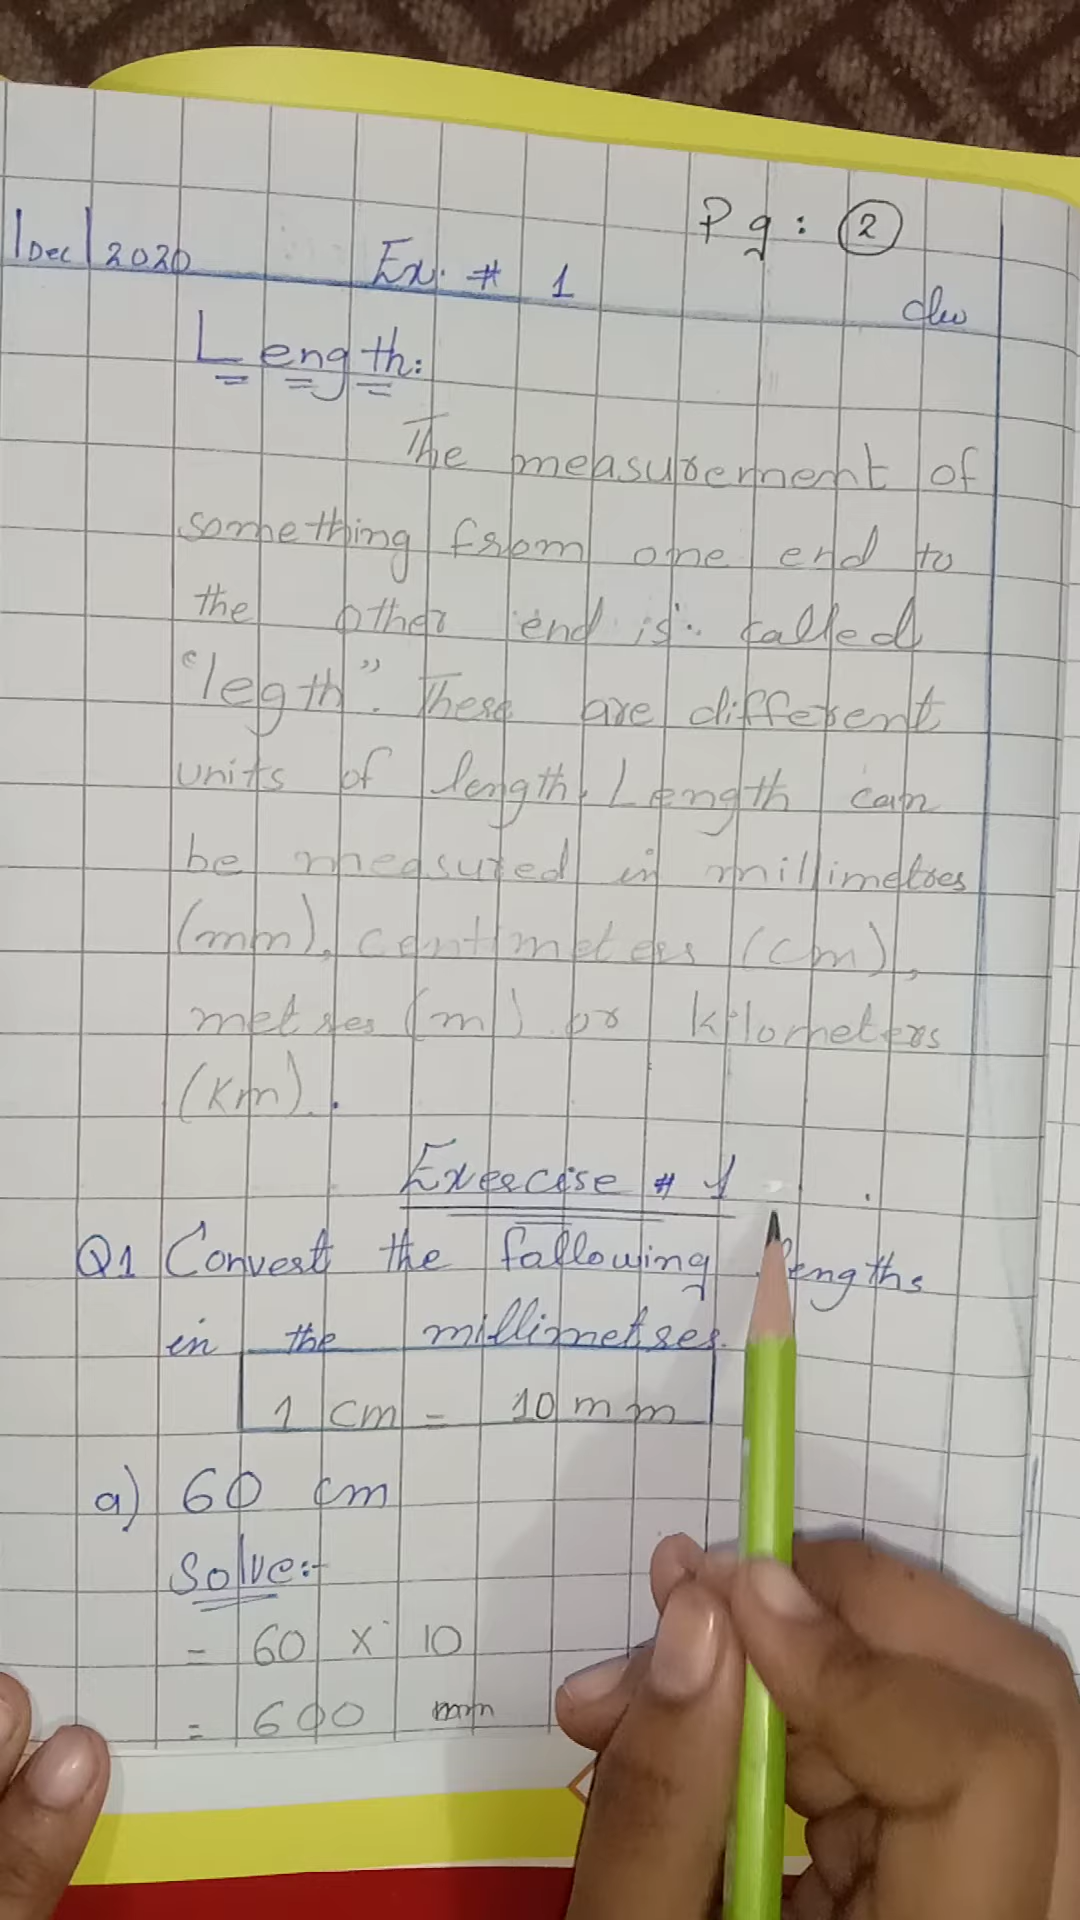 Pg: 2
1 Dec 2020 Ex. # 1
cw
Length:
The measurement of
something from one end to
the other end is called
"legth". These are different
units of length. Length can
be measured in millimetres
(mm), centimeters (cm),
metres (m) or kilometers
(km).
Exercise # 1
Q1 Convert the following lengths
in the millimetres.
1 cm = 10 mm
a) 60 cm
Solve:-
= 60 x 10
= 600 mm